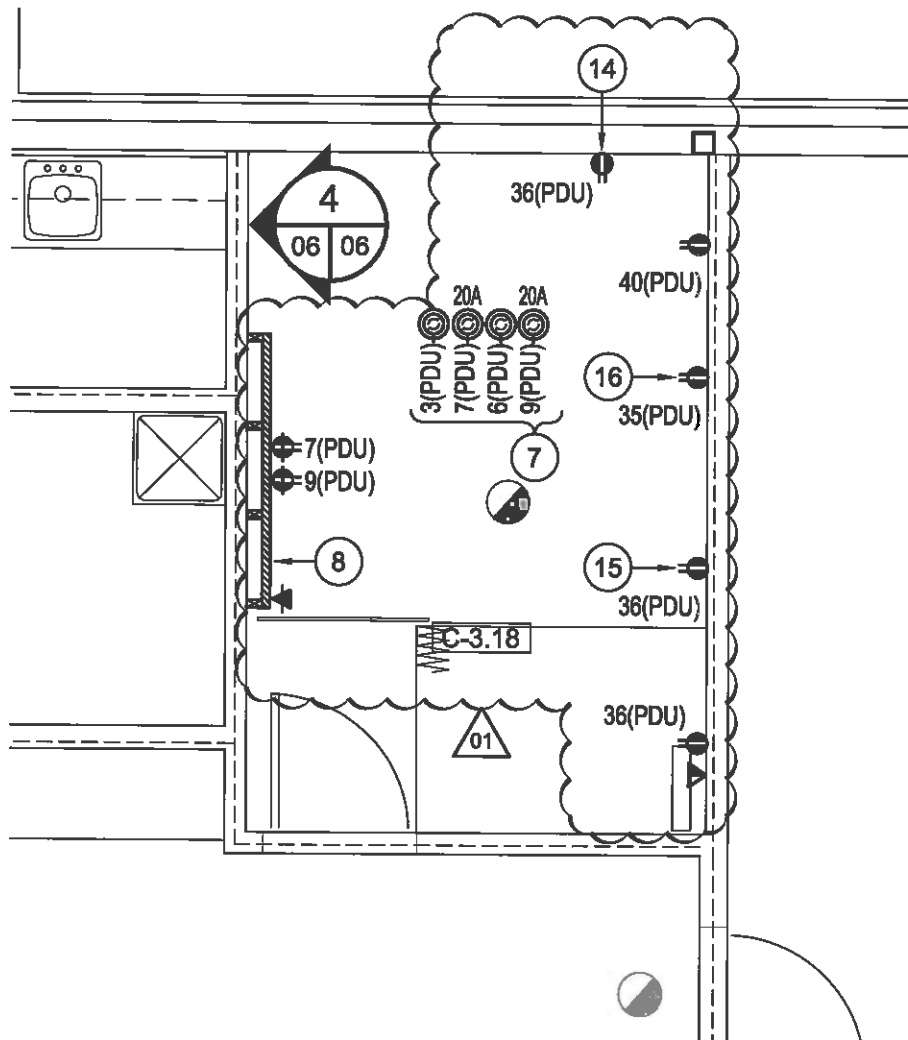 14
36(PDU)
4
06 06
40(PDU)
20A 20A
3(PDU)
7(PDU)
6(PDU)
9(PDU)
16
35(PDU)
7
7(PDU)
9(PDU)
8
15
36(PDU)
C-3.18
36(PDU)
01